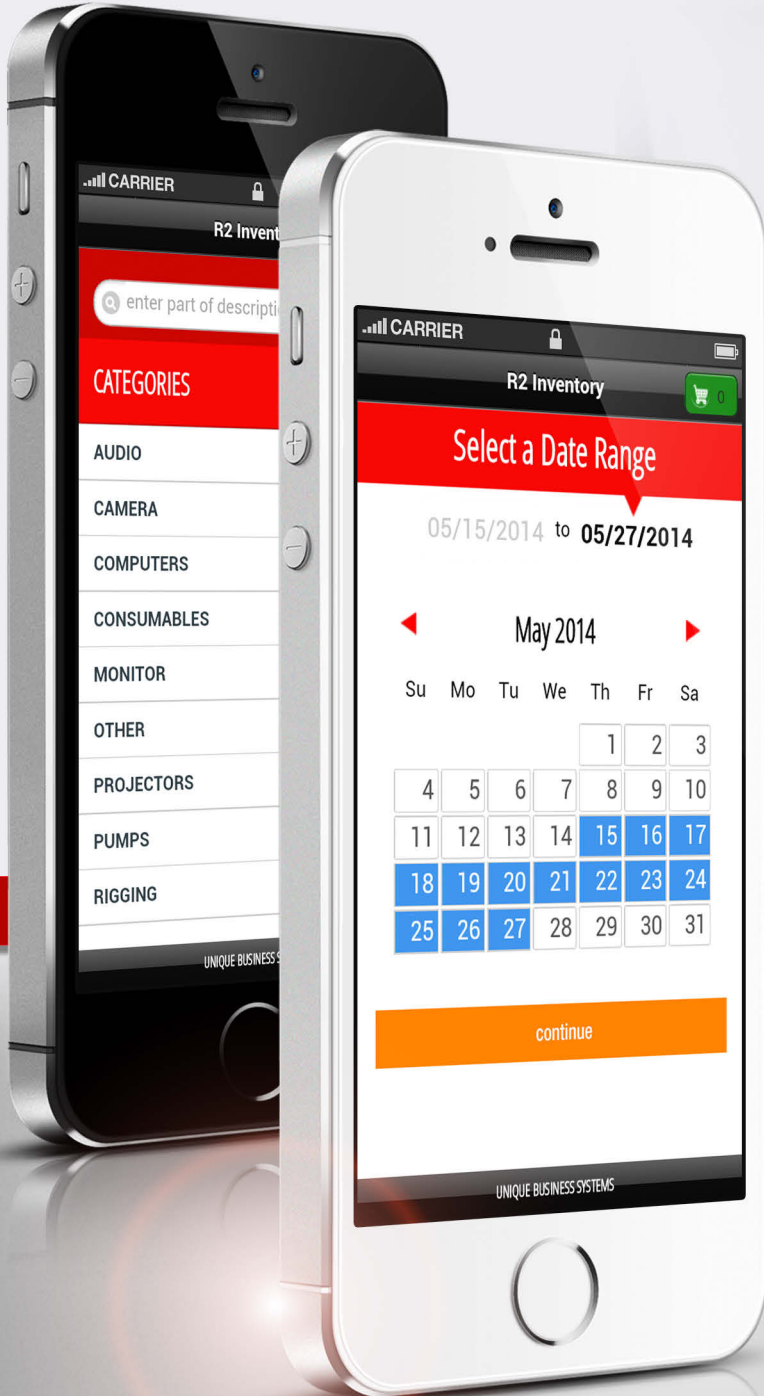 CARRIER
R2 Invent
enter part of descripti
CATEGORIES
AUDIO
CAMERA
COMPUTERS
CONSUMABLES
MONITOR
OTHER
PROJECTORS
PUMPS
RIGGING
UNIQUE BUSINESS S
CARRIER
R2 Inventory
0
Select a Date Range
05/15/2014 to 05/27/2014
May 2014
Su Mo Tu We Th Fr Sa
1 2 3
4 5 6 7 8 9 10
11 12 13 14 15 16 17
18 19 20 21 22 23 24
25 26 27 28 29 30 31
continue
UNIQUE BUSINESS SYSTEMS